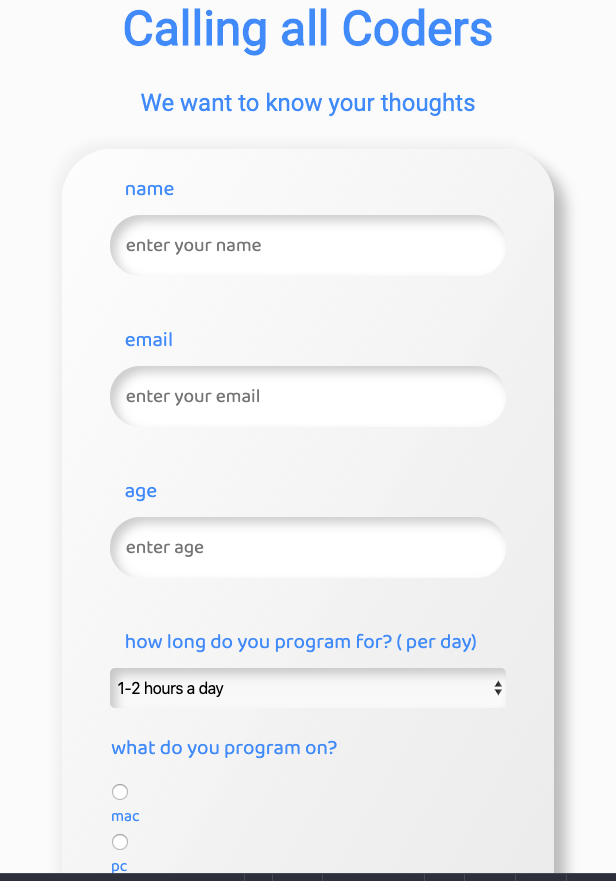 Calling all Coders
We want to know your thoughts
name
enter your name
email
enter your email
age
enter age
how long do you program for? ( per day)
1-2 hours a day
what do you program on?
mac
pc